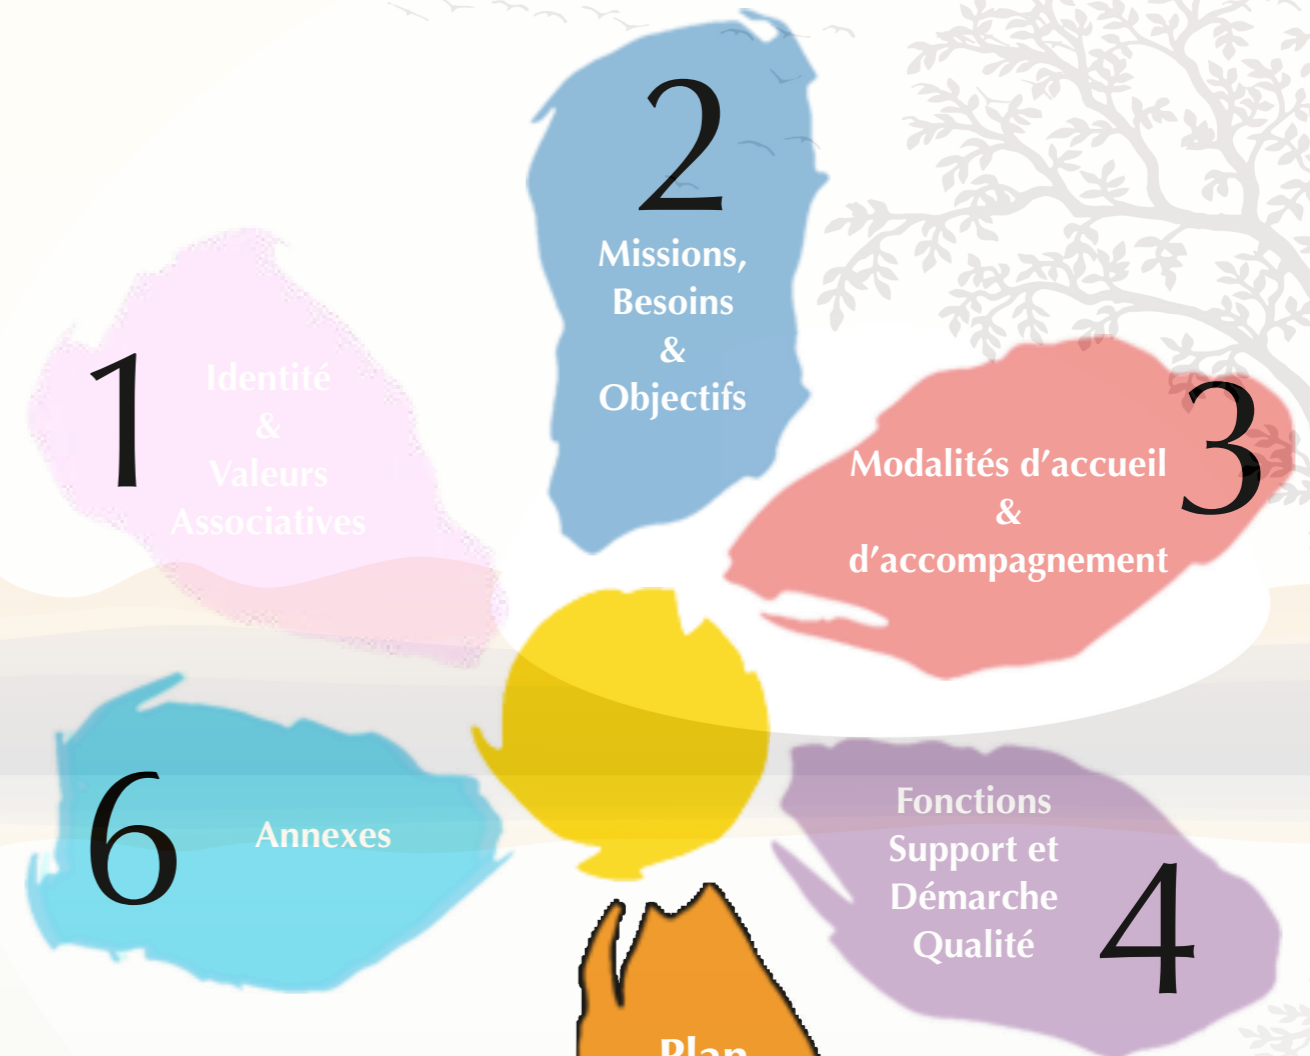 1
Identité
&
Valeurs
Associatives
2
Missions,
Besoins
&
Objectifs
3
Modalités d'accueil
&
d'accompagnement
4
Fonctions
Support et
Démarche
Qualité
Plan
6
Annexes